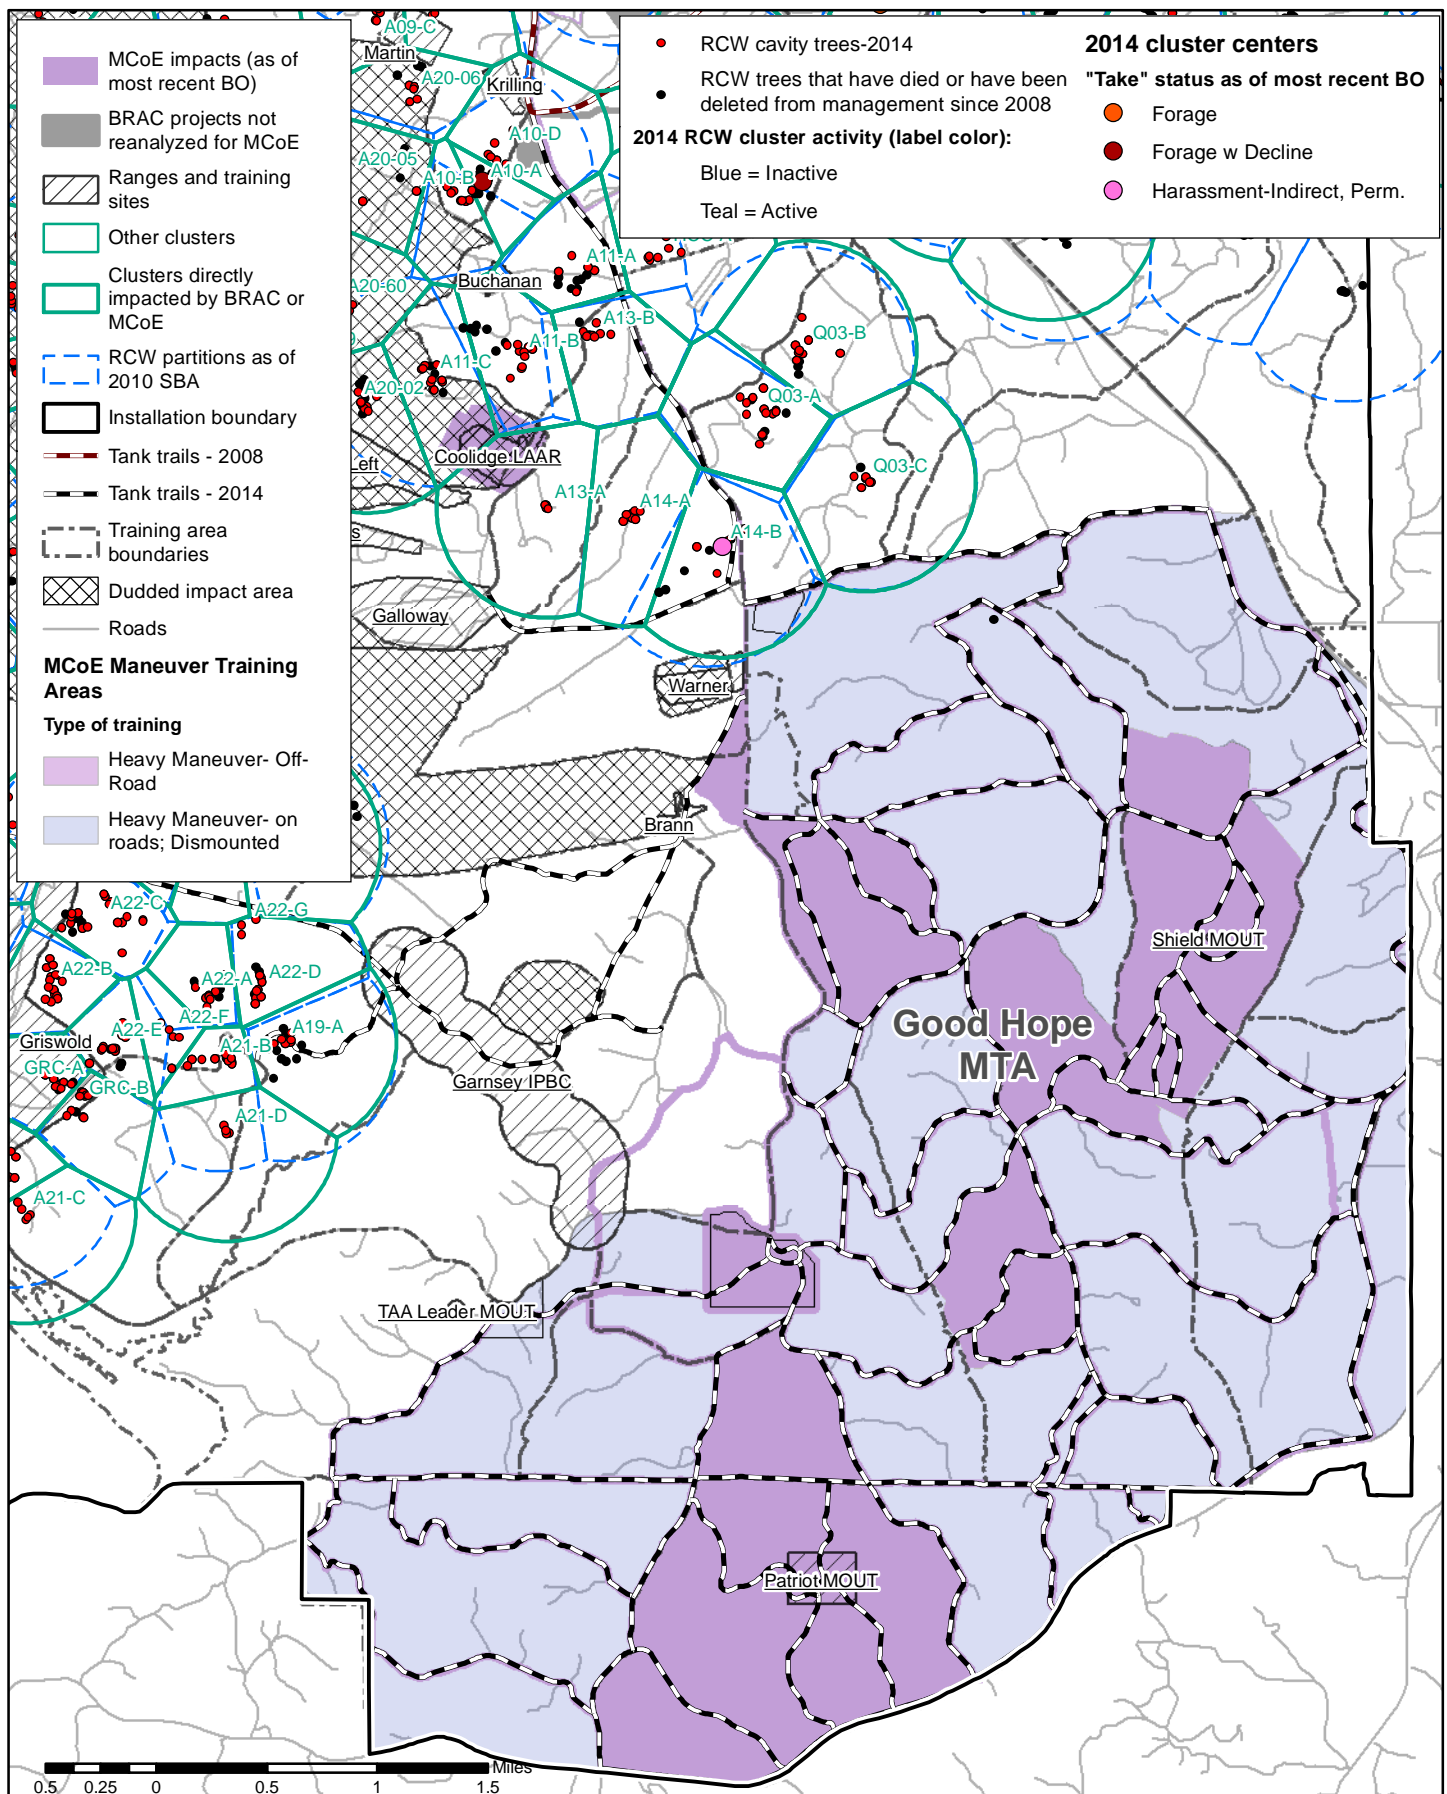 MCoE impacts (as of
most recent BO)
BRAC projects not
reanalyzed for MCoE
Ranges and training
sites
Other clusters
Clusters directly
impacted by BRAC or
MCoE
RCW partitions as of
2010 SBA
Installation boundary
Tank trails - 2008
Tank trails - 2014
Training area
boundaries
Dudded impact area
Roads
MCoE Maneuver Training
Areas
Type of training
Heavy Maneuver- Off-
Road
Heavy Maneuver- on
roads; Dismounted
RCW cavity trees-2014
RCW trees that have died or have been
deleted from management since 2008
2014 RCW cluster activity (label color):
Blue = Inactive
Teal = Active
2014 cluster centers
"Take" status as of most recent BO
Forage
Forage w Decline
Harassment-Indirect, Perm.
A09-C
Martin
A20-06
Krilling
A10-D
A20-05
A10-B
A10-A
A11-A
Buchanan
A20-60
A13-B
A11-B
Q03-B
A11-C
A20-02
Q03-A
Coolidge LAAR
Left
Q03-C
A13-A
A14-A
A14-B
s
Galloway
Warner
Brann
A22-C
A22-G
Shield MOUT
A22-B
A22-A
A22-D
A22-F
A22-E
A19-A
Good Hope
MTA
Griswold
A21-B
GRC-A
GRC-B
Garnsey IPBC
A21-D
A21-C
TAA Leader MOUT
Patriot MOUT
Miles
0.5 0.25 0 0.5 1 1.5